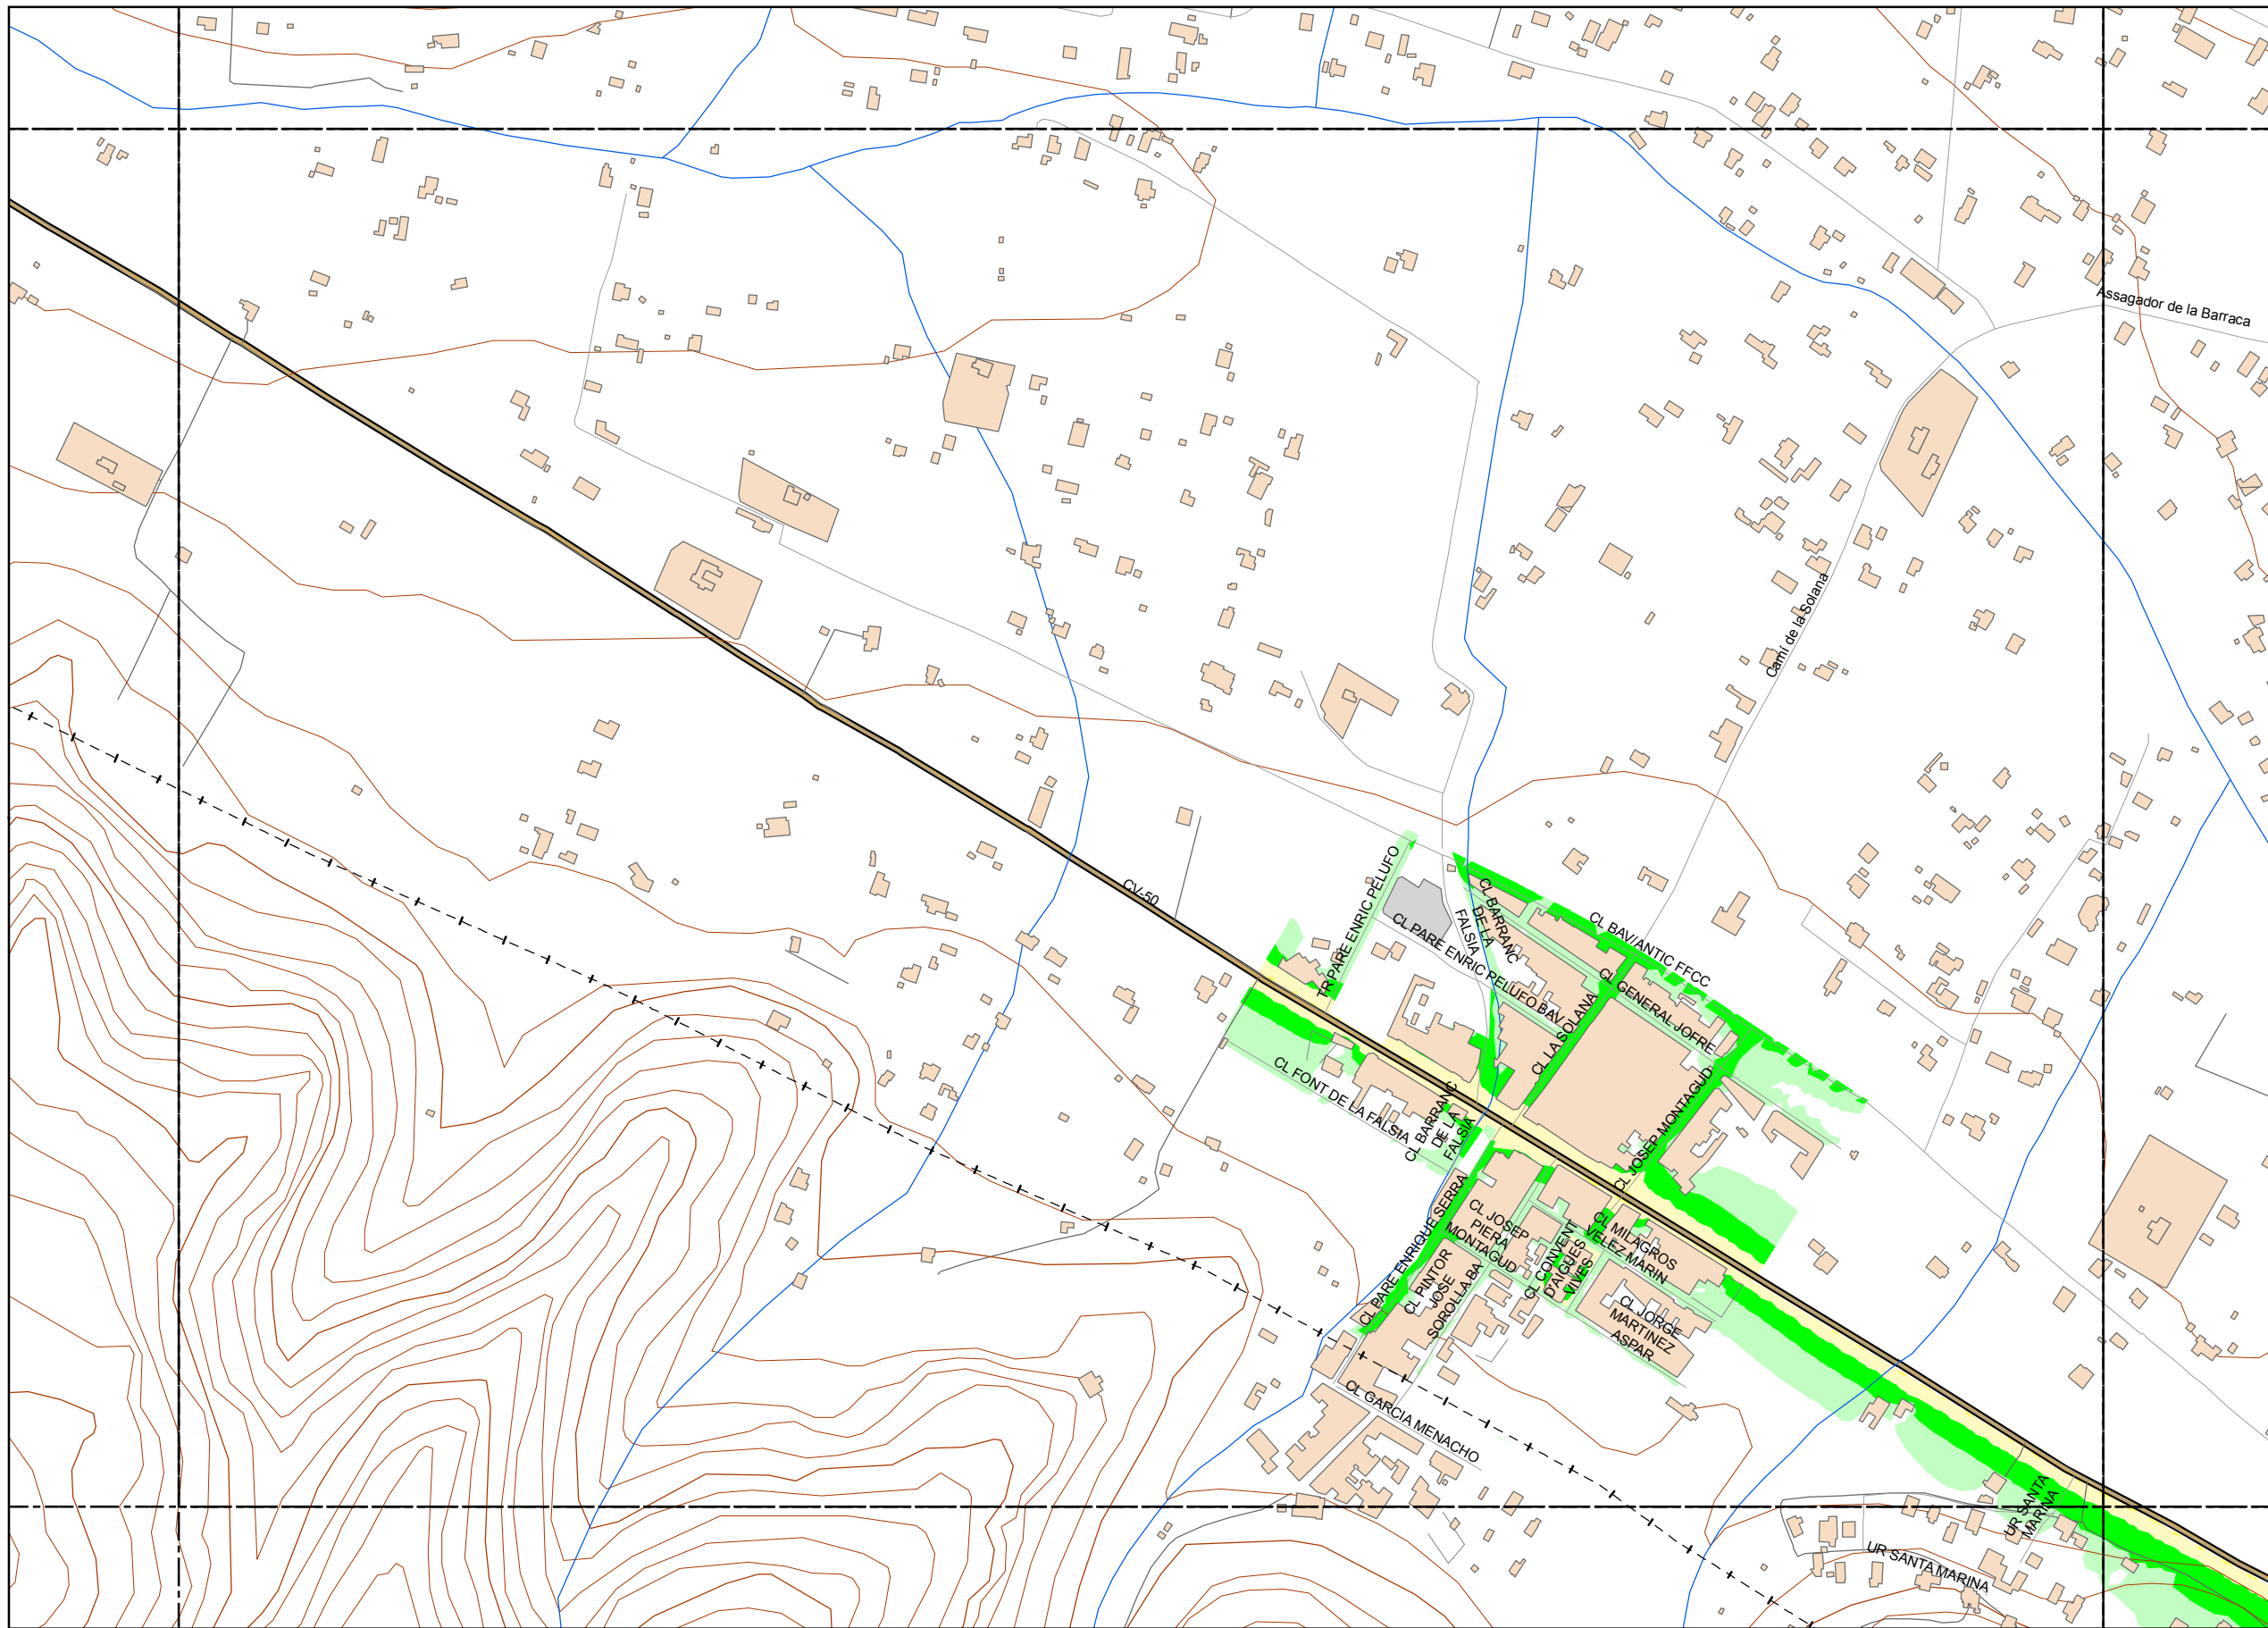 Assagador de la Barraca
Camí de la Solana
CV-50
TR PARE ENRIC PELUFO
CL BARRANC
DE LA
FALSIA
CL PARE ENRIC PELUFO BAV
CL BAV/ANTIC FFCC
CL GENERAL JOFRE
CL LA SOLANA
CL JOSEP MONTAGUD
CL FONT DE LA FALSIA
CL BARRANC
DE LA
FALSIA
CL PARE ENRIQUE SERRA
CL JOSEP
PIERA
MONTAGUD
CL PINTOR
JOSE
SOROLLA BA
CL CONVENT
D'AIGUES
VIVES
CL MILAGROS
VELEZ MARIN
CL JORGE
MARTINEZ
ASPAR
CL GARCIA MENACHO
UR SANTA
MARINA
UR SANTA MARINA